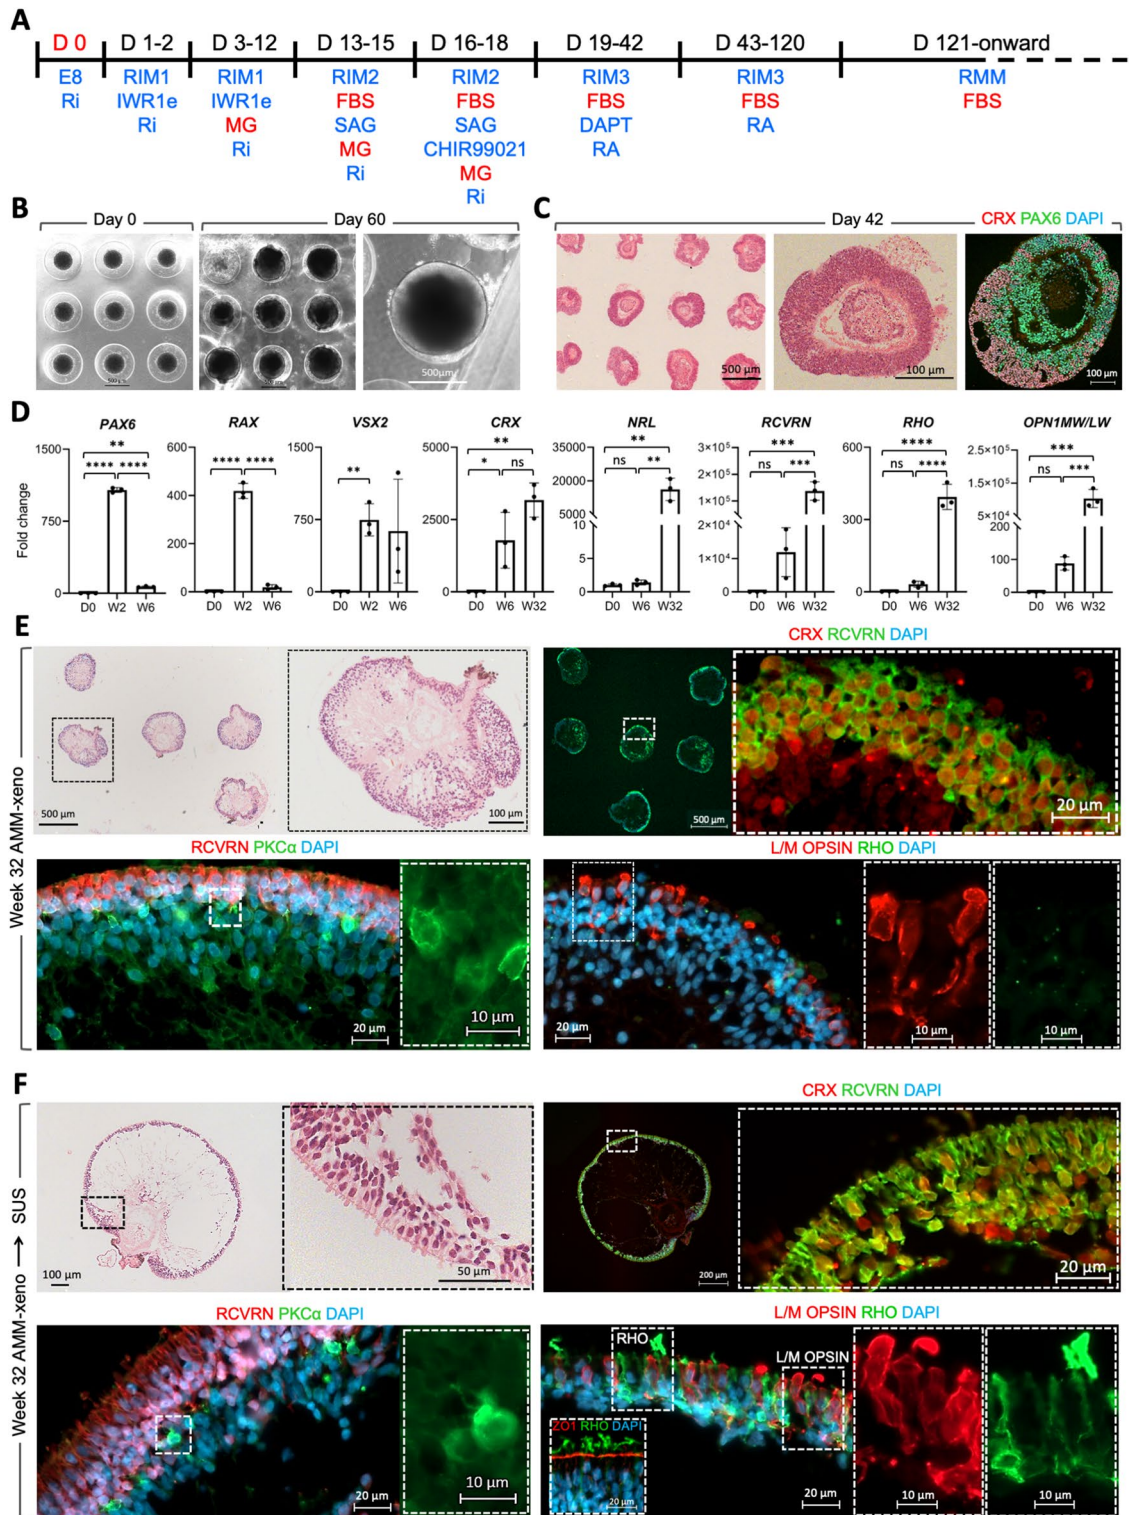 A
D 0 D 1-2 D 3-12 D 13-15 D 16-18 D 19-42 D 43-120 D 121-onward
E8 RIM1 RIM1 RIM2 RIM2 RIM3 RIM3 RMM
Ri IWR1e IWR1e FBS FBS FBS FBS FBS
Ri MG SAG SAG DAPT RA
Ri MG CHIR99021 RA
Ri MG
Ri
B
Day 0 Day 60
500μm
C
Day 42 CRX PAX6 DAPI
500 μm 100 μm 100 μm
D
PAX6 RAX VSX2 CRX NRL RCVRN RHO OPN1MW/LW
Fold change
1500
750
0
** **** ****
D0 W2 W6
600
400
200
0
**** ****
D0 W2 W6
1500
750
0
**
D0 W2 W6
5000
2500
0
** * ns
D0 W6 W32
35000
20000
5000
10
5
0
** ns **
D0 W6 W32
3×10⁵
2×10⁵
1×10⁵
2×10⁴
1×10⁴
0
*** ns ***
D0 W6 W32
600
300
0
**** ns ****
D0 W6 W32
2.5×10⁵
1.5×10⁵
5×10⁴
200
100
0
*** ns ***
D0 W6 W32
E
Week 32 AMM-xeno
CRX RCVRN DAPI
500 μm 100 μm 500 μm 20 μm
RCVRN PKCα DAPI L/M OPSIN RHO DAPI
20 μm 10 μm 20 μm 10 μm 10 μm
F
Week 32 AMM-xeno → SUS
CRX RCVRN DAPI
100 μm 50 μm 200 μm 20 μm
RCVRN PKCα DAPI L/M OPSIN RHO DAPI
RHO
L/M OPSIN
ZO1 RHO DAPI
20 μm
20 μm 10 μm 20 μm 10 μm 10 μm